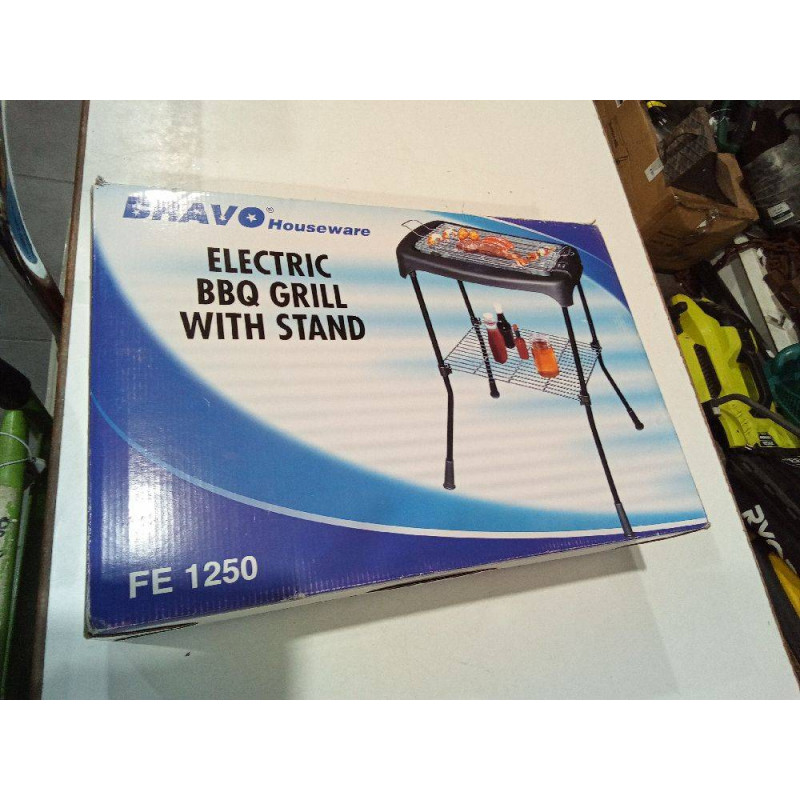 BRAVO® Houseware
ELECTRIC
BBQ GRILL
WITH STAND
FE 1250